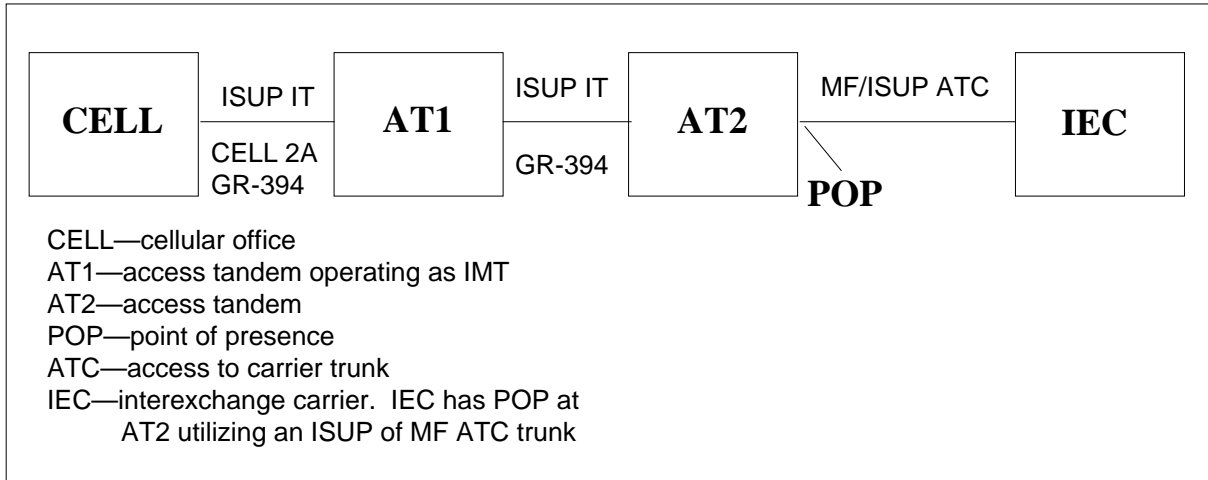 CELL
ISUP IT
CELL 2A
GR-394
AT1
ISUP IT
GR-394
AT2
MF/ISUP ATC
POP
IEC
CELL—cellular office
AT1—access tandem operating as IMT
AT2—access tandem
POP—point of presence
ATC—access to carrier trunk
IEC—interexchange carrier. IEC has POP at
AT2 utilizing an ISUP of MF ATC trunk